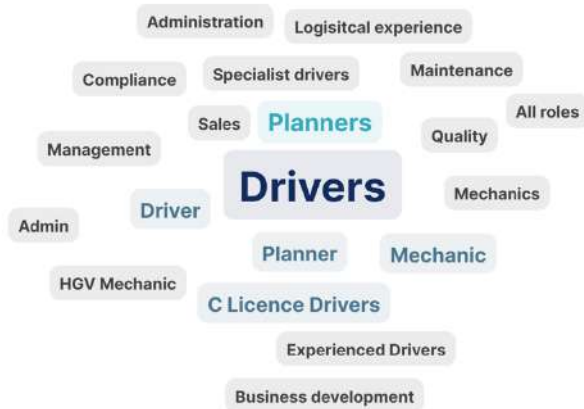 Administration
Logisitcal experience
Compliance
Specialist drivers
Maintenance
All roles
Sales
Planners
Quality
Management
Drivers
Mechanics
Driver
Admin
Planner
Mechanic
HGV Mechanic
C Licence Drivers
Experienced Drivers
Business development